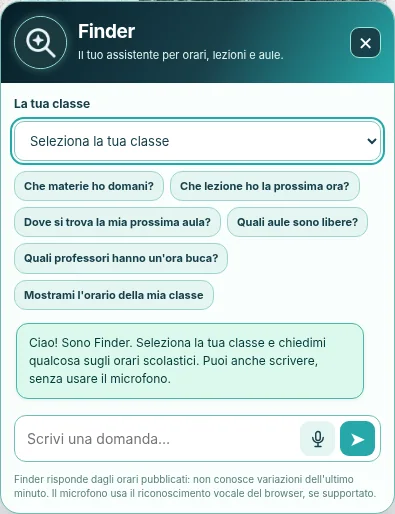 Finder
Il tuo assistente per orari, lezioni e aule.
La tua classe
Seleziona la tua classe
Che materie ho domani?
Che lezione ho la prossima ora?
Dove si trova la mia prossima aula?
Quali aule sono libere?
Quali professori hanno un'ora buca?
Mostrami l'orario della mia classe
Ciao! Sono Finder. Seleziona la tua classe e chiedimi
qualcosa sugli orari scolastici. Puoi anche scrivere,
senza usare il microfono.
Scrivi una domanda...
Finder risponde dagli orari pubblicati: non conosce variazioni dell'ultimo
minuto. Il microfono usa il riconoscimento vocale del browser, se supportato.